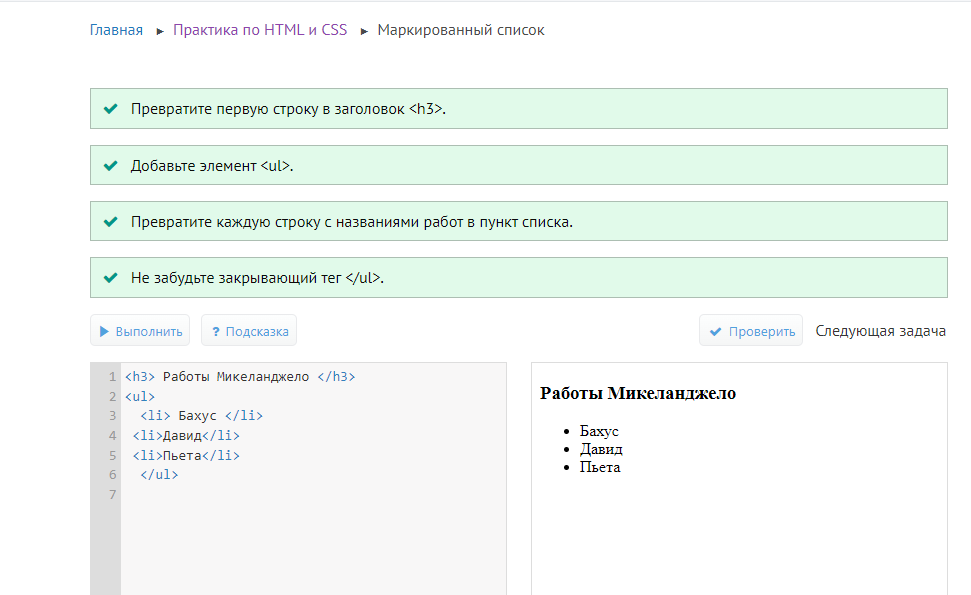 Главная ► Практика по HTML и CSS ► Маркированный список
Превратите первую строку в заголовок <h3>.
Добавьте элемент <ul>.
Превратите каждую строку с названиями работ в пункт списка.
Не забудьте закрывающий тег </ul>.
Выполнить ? Подсказка Проверить Следующая задача
1 <h3> Работы Микеланджело </h3>
2 <ul>
3 <li> Бахус </li>
4 <li>Давид</li>
5 <li>Пьета</li>
6 </ul>
7
Работы Микеланджело
• Бахус
• Давид
• Пьета